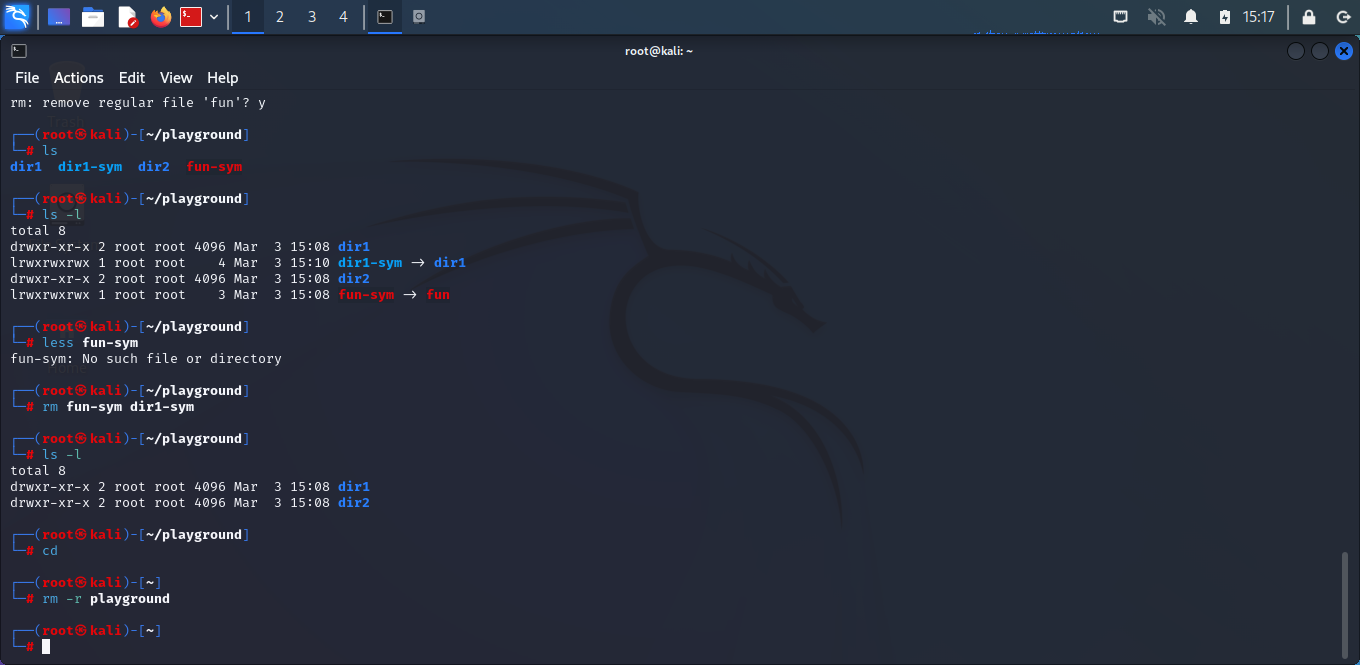 1 2 3 4 15:17
root@kali: ~
File Actions Edit View Help
rm: remove regular file 'fun'? y
┌──(root㉿kali)-[~/playground]
└─# ls
dir1 dir1-sym dir2 fun-sym
┌──(root㉿kali)-[~/playground]
└─# ls -l
total 8
drwxr-xr-x 2 root root 4096 Mar  3 15:08 dir1
lrwxrwxrwx 1 root root    4 Mar  3 15:10 dir1-sym → dir1
drwxr-xr-x 2 root root 4096 Mar  3 15:08 dir2
lrwxrwxrwx 1 root root    3 Mar  3 15:08 fun-sym → fun
┌──(root㉿kali)-[~/playground]
└─# less fun-sym
fun-sym: No such file or directory
┌──(root㉿kali)-[~/playground]
└─# rm fun-sym dir1-sym
┌──(root㉿kali)-[~/playground]
└─# ls -l
total 8
drwxr-xr-x 2 root root 4096 Mar  3 15:08 dir1
drwxr-xr-x 2 root root 4096 Mar  3 15:08 dir2
┌──(root㉿kali)-[~/playground]
└─# cd
┌──(root㉿kali)-[~]
└─# rm -r playground
┌──(root㉿kali)-[~]
└─#